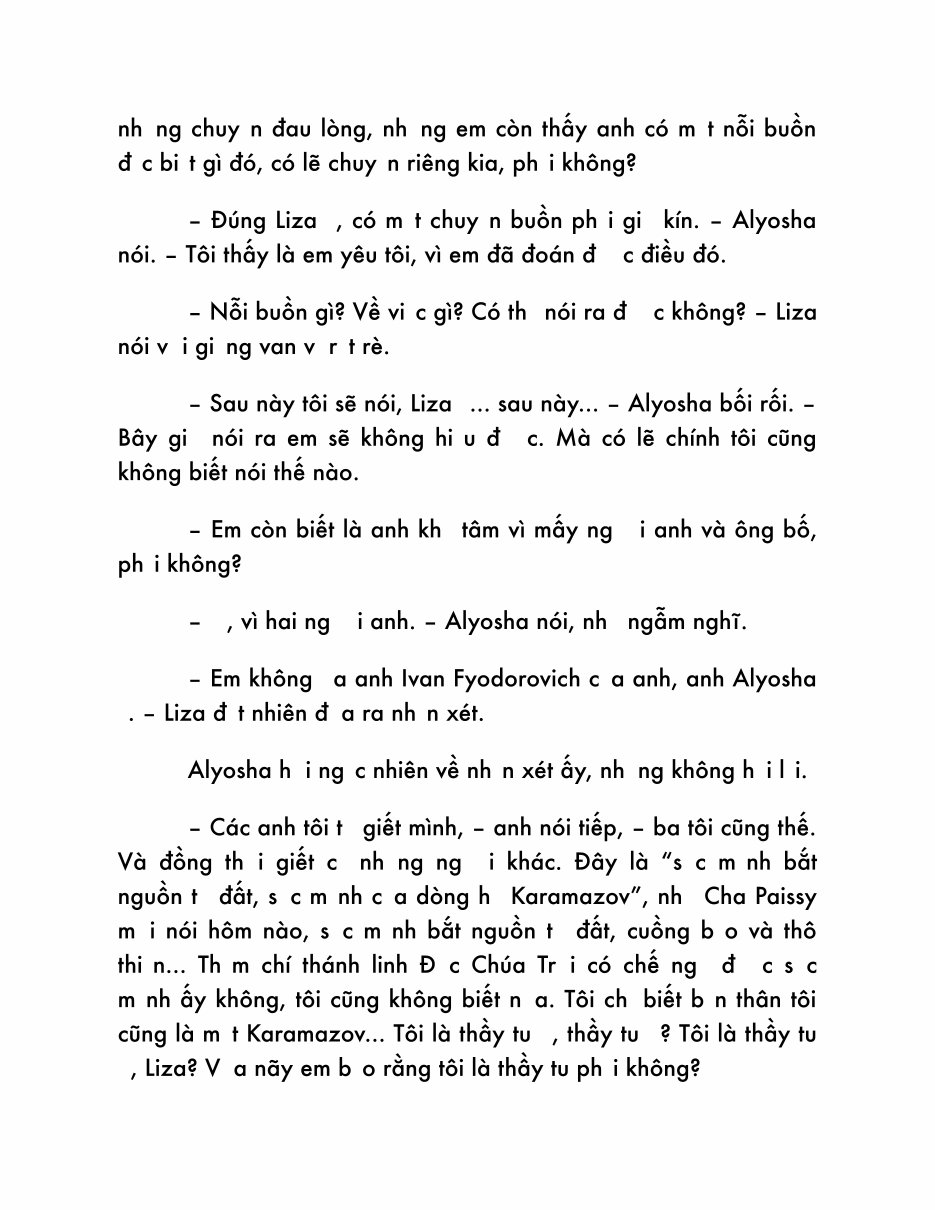 nh ng chuy n đau lòng, nh ng em còn thấy anh có m t nỗi buồn
đ c bi t gì đó, có lẽ chuy n riêng kia, ph i không?
– Đúng Liza , có m t chuy n buồn ph i gi kín. – Alyosha
nói. – Tôi thấy là em yêu tôi, vì em đã đoán đ c điều đó.
– Nỗi buồn gì? Về vi c gì? Có th nói ra đ c không? – Liza
nói v i gi ng van v r t rè.
– Sau này tôi sẽ nói, Liza ... sau này... – Alyosha bối rối. –
Bây gi nói ra em sẽ không hi u đ c. Mà có lẽ chính tôi cũng
không biết nói thế nào.
– Em còn biết là anh kh tâm vì mấy ng i anh và ông bố,
ph i không?
– , vì hai ng i anh. – Alyosha nói, nh ngẫm nghĩ.
– Em không a anh Ivan Fyodorovich c a anh, anh Alyosha
. – Liza đ t nhiên đ a ra nh n xét.
Alyosha h i ng c nhiên về nh n xét ấy, nh ng không h i l i.
– Các anh tôi t giết mình, – anh nói tiếp, – ba tôi cũng thế.
Và đồng th i giết c nh ng ng i khác. Đây là “s c m nh bắt
nguồn t đất, s c m nh c a dòng h Karamazov”, nh Cha Paissy
m i nói hôm nào, s c m nh bắt nguồn t đất, cuồng b o và thô
thi n... Th m chí thánh linh Đ c Chúa Tr i có chế ng đ c s c
m nh ấy không, tôi cũng không biết n a. Tôi ch biết b n thân tôi
cũng là m t Karamazov... Tôi là thầy tu , thầy tu ? Tôi là thầy tu
, Liza? V a nãy em b o rằng tôi là thầy tu ph i không?